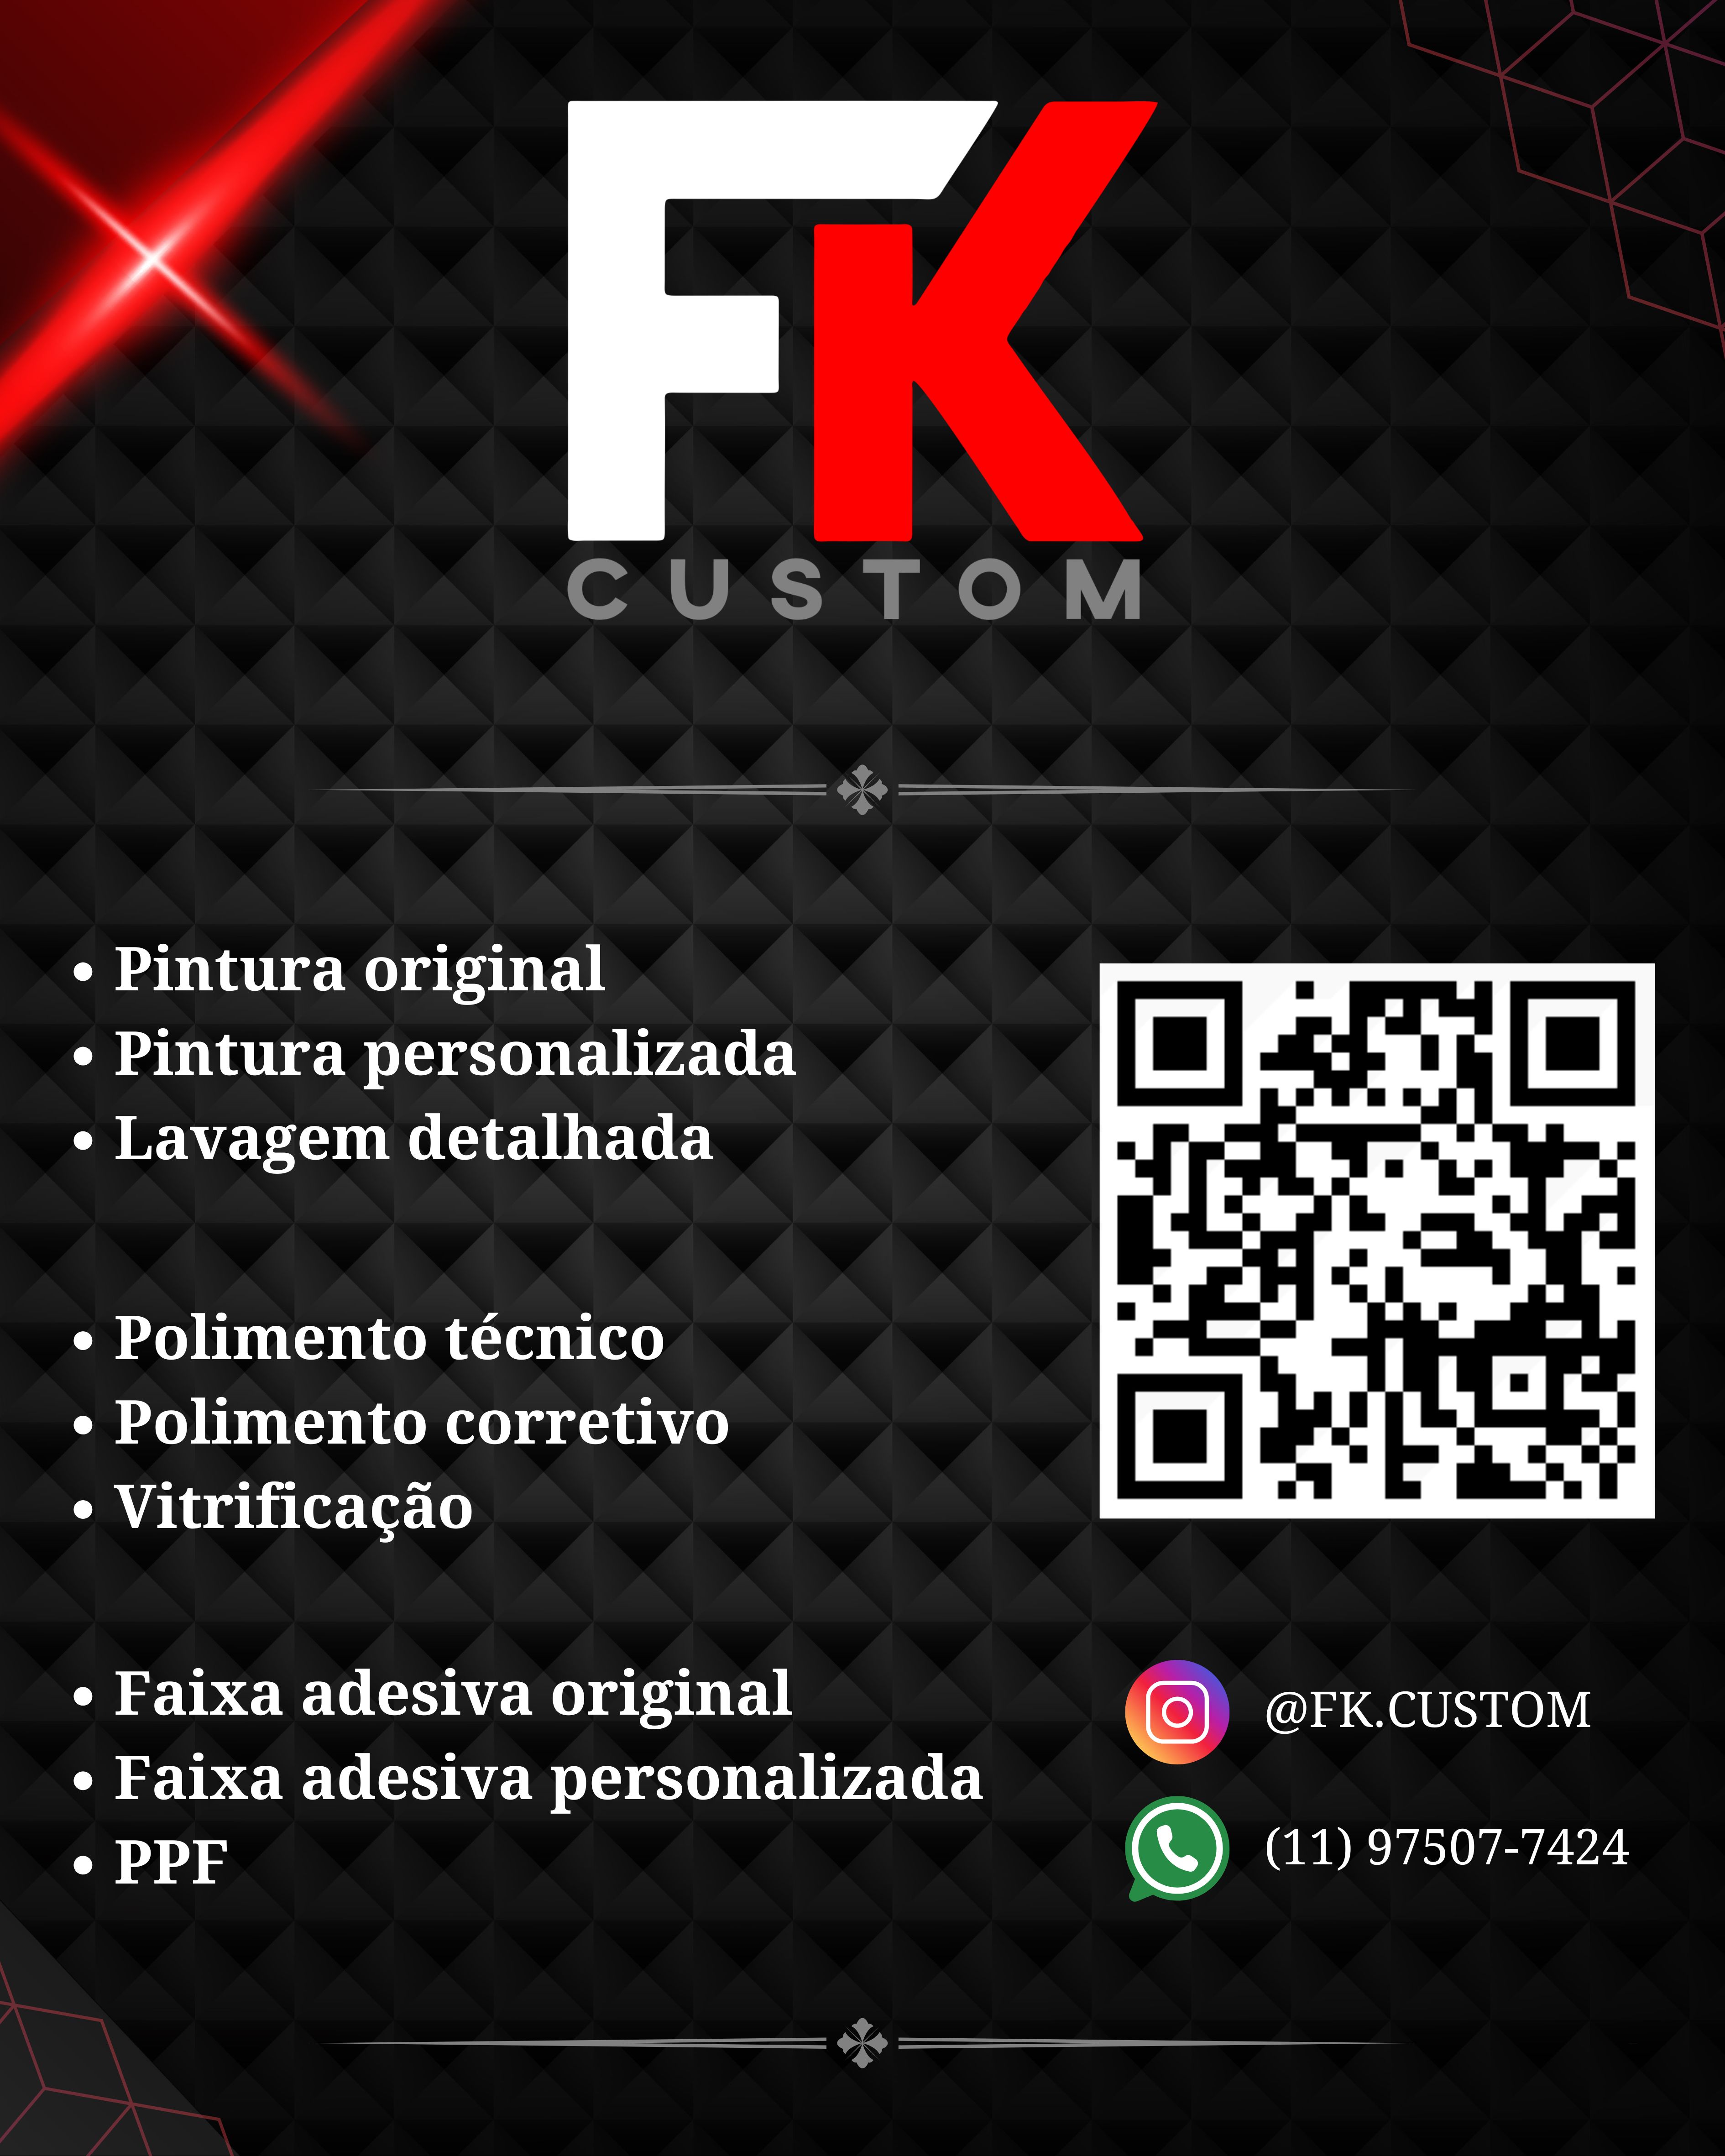 FK
CUSTOM
• Pintura original
• Pintura personalizada
• Lavagem detalhada
• Polimento técnico
• Polimento corretivo
• Vitrificação
• Faixa adesiva original
• Faixa adesiva personalizada
• PPF
@FK.CUSTOM
(11) 97507-7424